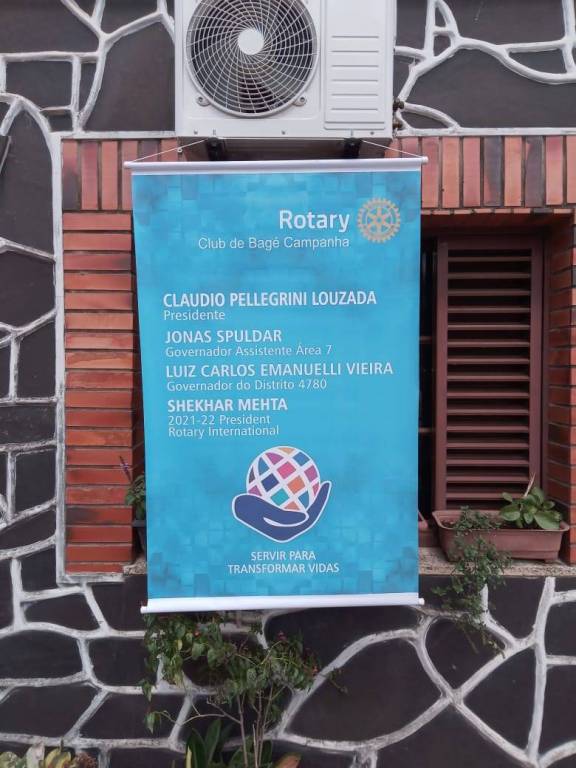 Rotary
Club de Bagé Campanha
CLAUDIO PELLEGRINI LOUZADA
Presidente
JONAS SPULDAR
Governador Assistente Área 7
LUIZ CARLOS EMANUELLI VIEIRA
Governador do Distrito 4780
SHEKHAR MEHTA
2021-22 President
Rotary International
SERVIR PARA
TRANSFORMAR VIDAS